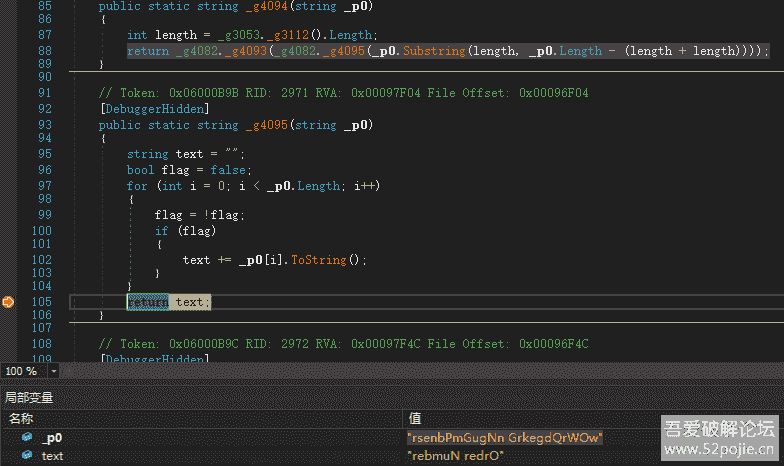 85 public static string _g4094(string _p0)
86 {
87 int length = _g3053._g3112().Length;
88 return _g4082._g4093(_g4082._g4095(_p0.Substring(length, _p0.Length - (length + length))));
89 }
90
91 // Token: 0x06000B9B RID: 2971 RVA: 0x00097F04 File Offset: 0x00096F04
92 [DebuggerHidden]
93 public static string _g4095(string _p0)
94 {
95 string text = "";
96 bool flag = false;
97 for (int i = 0; i < _p0.Length; i++)
98 {
99 flag = !flag;
100 if (flag)
101 {
102 text += _p0[i].ToString();
103 }
104 }
105 return text;
106 }
107
108 // Token: 0x06000B9C RID: 2972 RVA: 0x00097F4C File Offset: 0x00096F4C
109 [DebuggerHidden]
100 %
局部变量
名称 值
_p0 "rsenbPmGugNn GrkegdQrWOw"
text "rebmuN redrO"
吾爱破解论坛
www.52pojie.cn